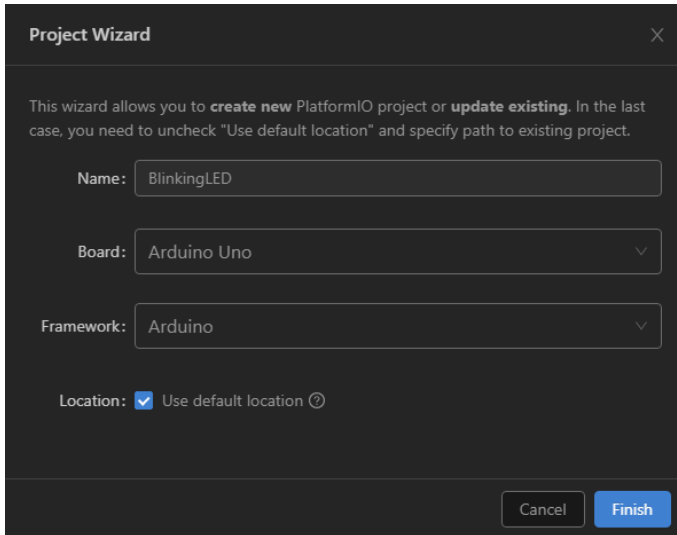 Project Wizard
This wizard allows you to create new PlatformIO project or update existing. In the last
case, you need to uncheck "Use default location" and specify path to existing project.
Name: BlinkingLED
Board: Arduino Uno
Framework: Arduino
Location: Use default location
Cancel Finish